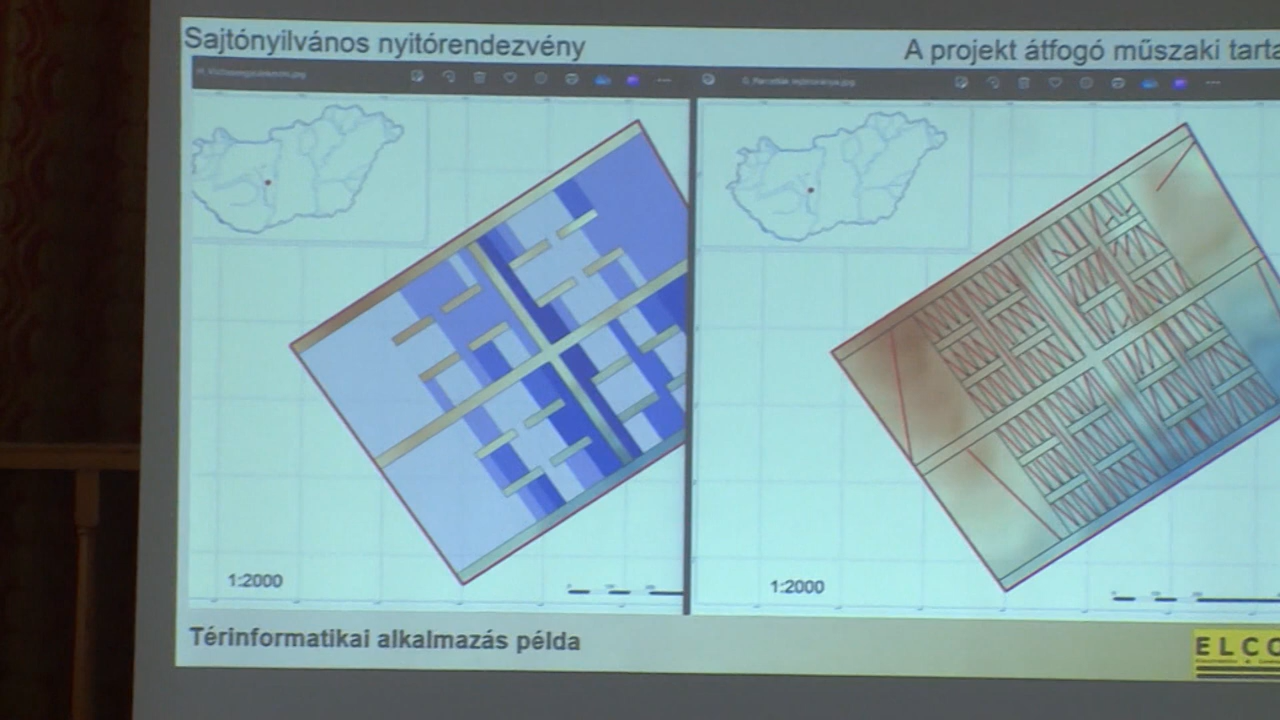 Sajtónyilvános nyitórendezvény
A projekt átfogó műszaki tarta
1:2000
1:2000
Térinformatikai alkalmazás példa
ELCO